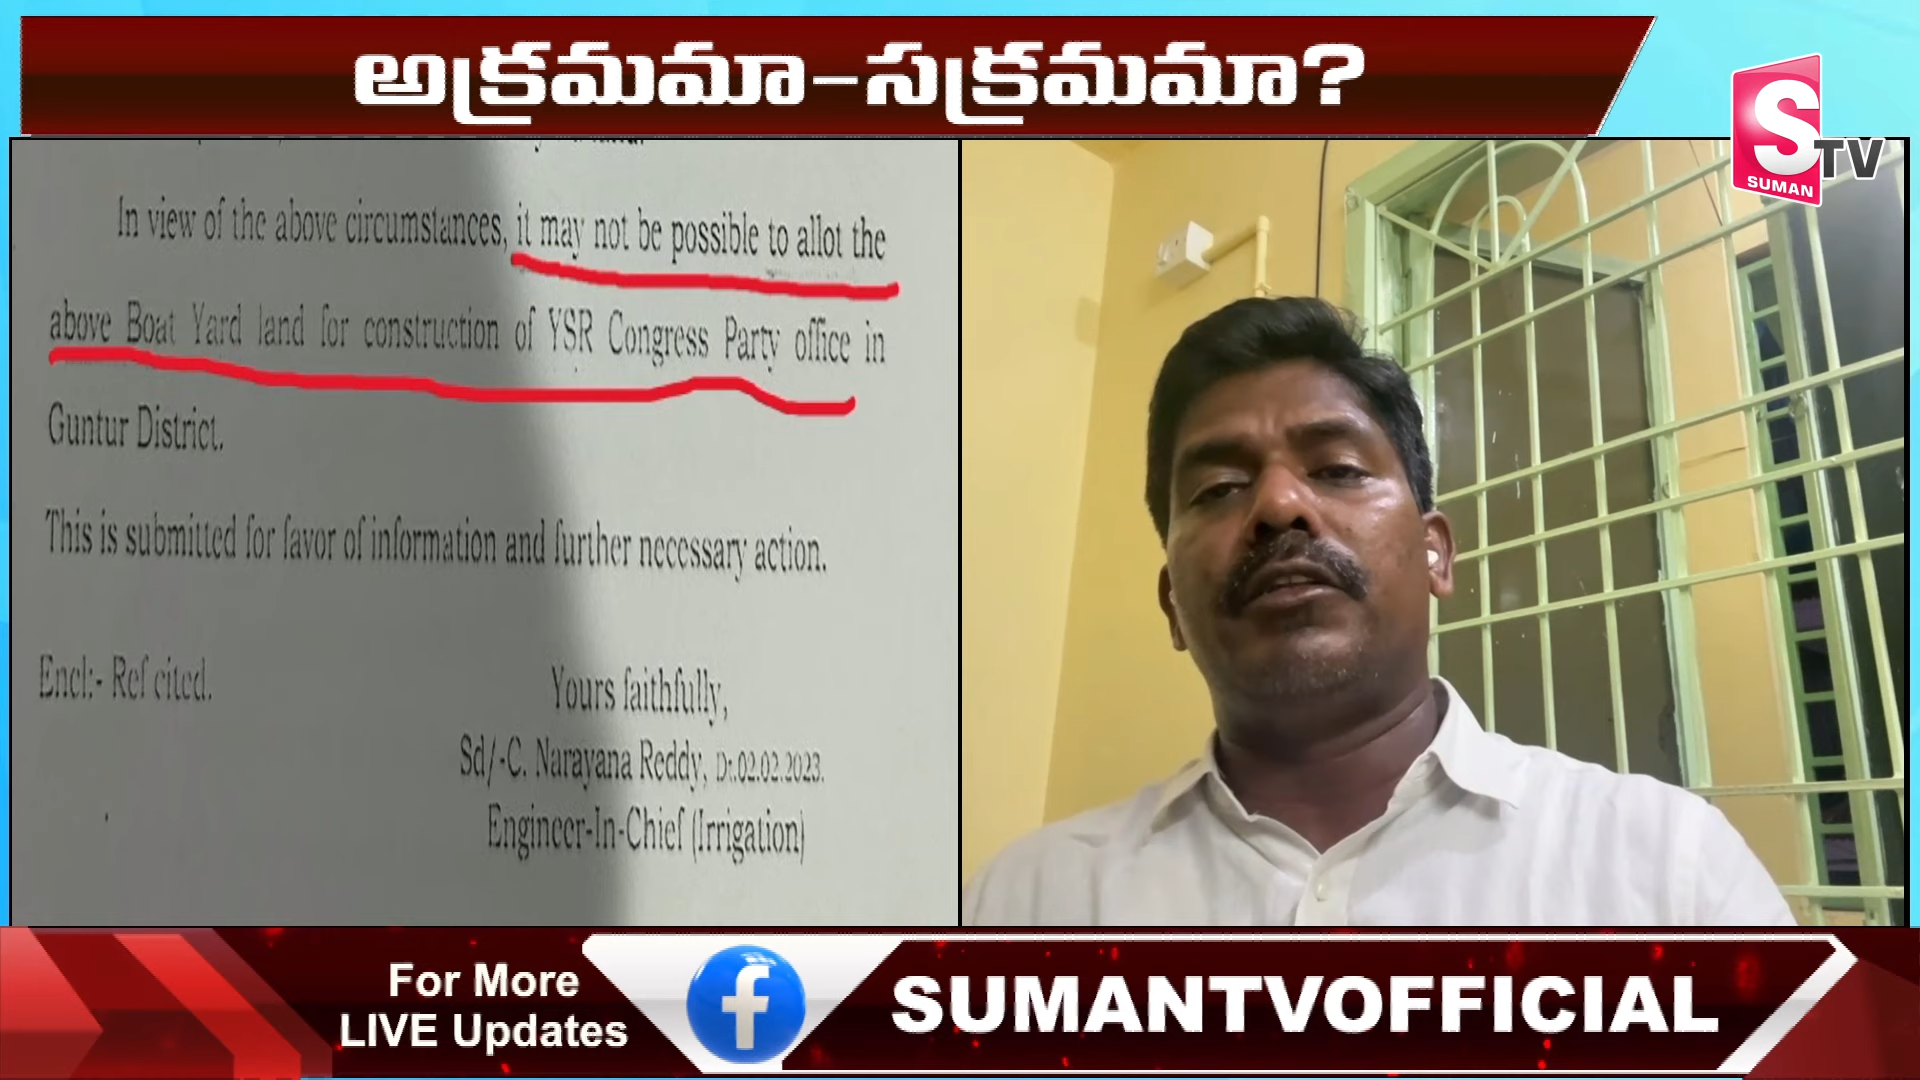 అక్రమమా-సక్రమమా?
S
SUMAN
TV
In view of the above circumstances, it may not be possible to allot the
above Boat Yard land for construction of YSR Congress Party office in
Guntur District.
This is submitted for favor of information and further necessary action.
Encl:- Ref cited.
Yours faithfully,
Sd/-C. Narayana Reddy, Dt.02.02.2023.
Engineer-In-Chief (Irrigation)
For More
LIVE Updates
f
SUMANTVOFFICIAL